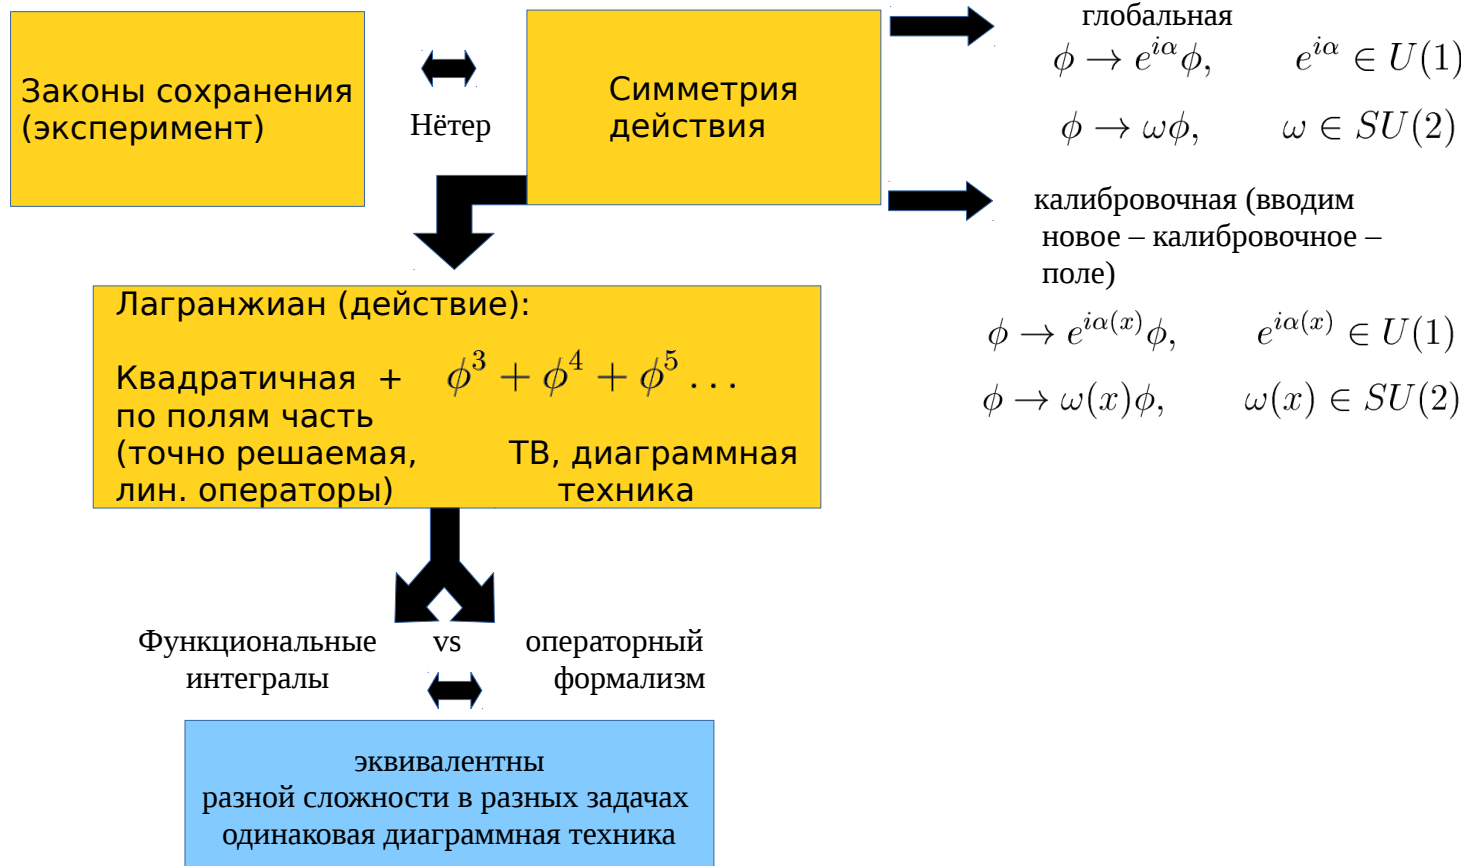 Законы сохранения
(эксперимент)
Нётер
Симметрия
действия
глобальная
ϕ → e^{iα}ϕ, e^{iα} ∈ U(1)
ϕ → ωϕ, ω ∈ SU(2)
калибровочная (вводим
новое – калибровочное –
поле)
ϕ → e^{iα(x)}ϕ, e^{iα(x)} ∈ U(1)
ϕ → ω(x)ϕ, ω(x) ∈ SU(2)
Лагранжиан (действие):
Квадратичная + ϕ^3 + ϕ^4 + ϕ^5 ...
по полям часть
(точно решаемая, ТВ, диаграммная
лин. операторы) техника
Функциональные vs операторный
интегралы формализм
эквивалентны
разной сложности в разных задачах
одинаковая диаграммная техника